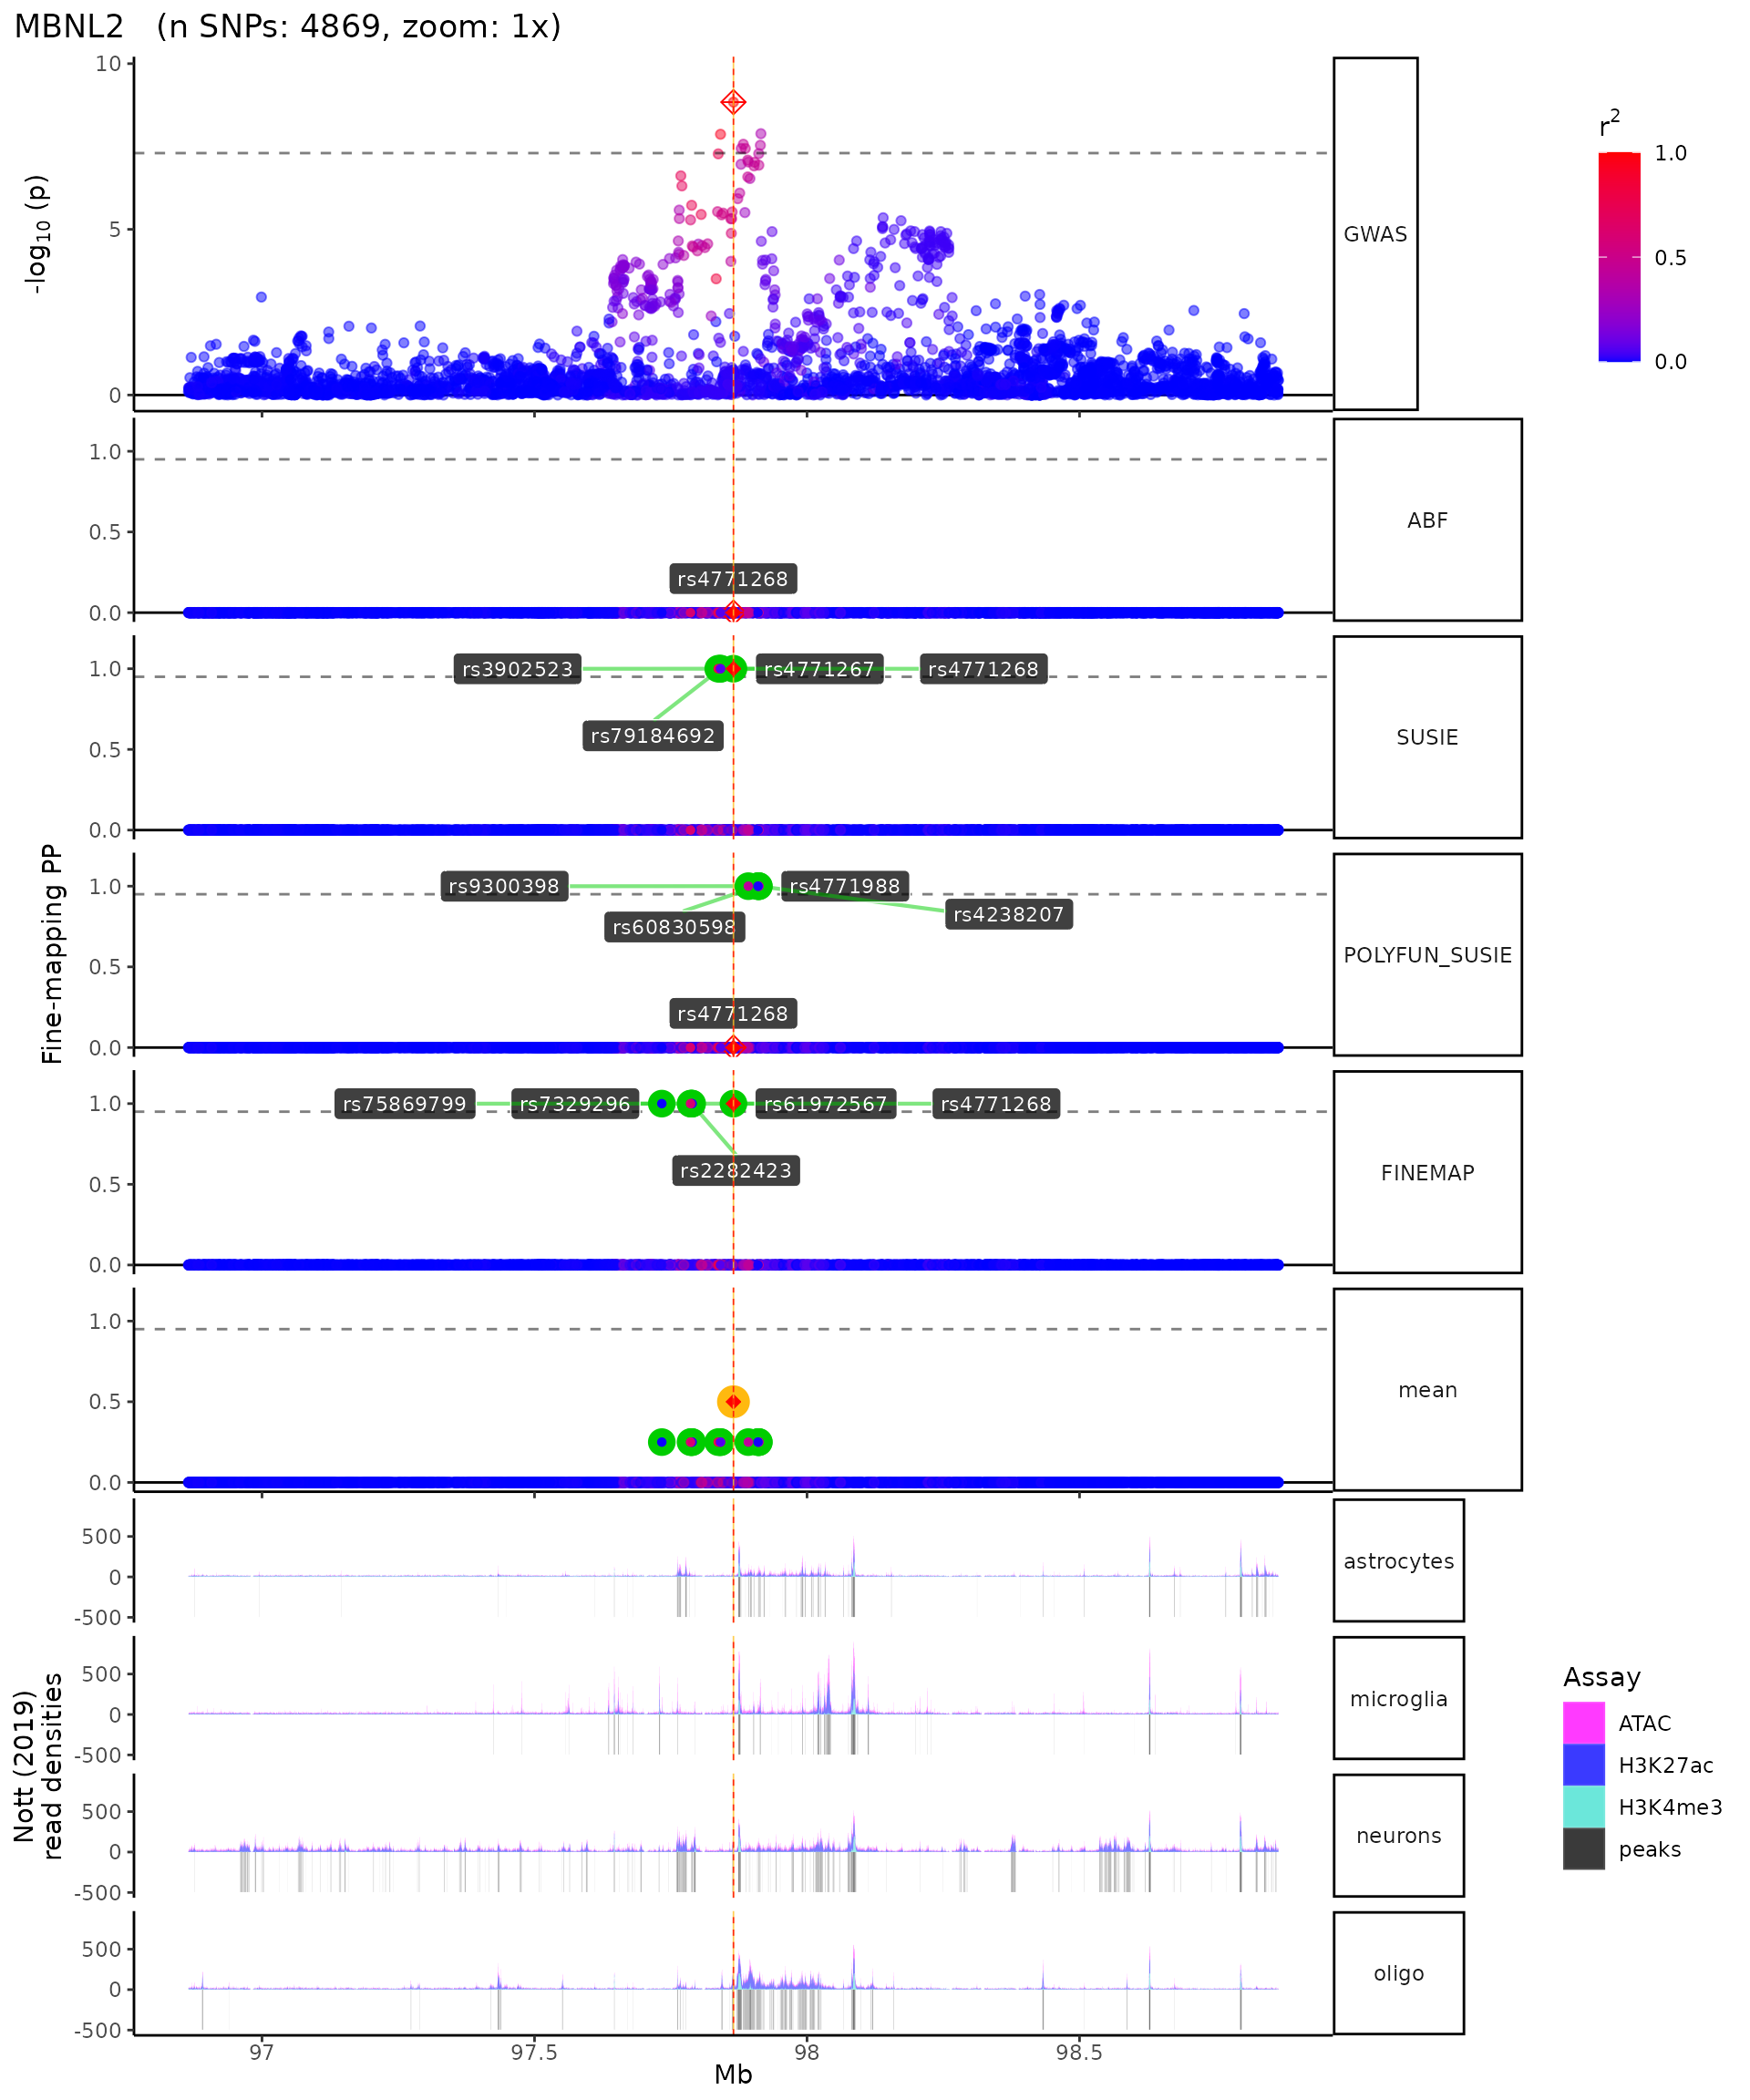 MBNL2 (n SNPs: 4869, zoom: 1x)
10
5
0
-log10 (p)
GWAS
r2
1.0
0.5
0.0
1.0
0.5
0.0
rs4771268
ABF
Fine-mapping PP
1.0
0.5
0.0
rs3902523
rs4771267
rs4771268
rs79184692
SUSIE
1.0
0.5
0.0
rs9300398
rs4771988
rs4238207
rs60830598
rs4771268
POLYFUN_SUSIE
1.0
0.5
0.0
rs75869799
rs7329296
rs61972567
rs4771268
rs2282423
FINEMAP
1.0
0.5
0.0
mean
Nott (2019)
read densities
500
0
-500
astrocytes
500
0
-500
microglia
500
0
-500
neurons
500
0
-500
oligo
Assay
ATAC
H3K27ac
H3K4me3
peaks
97
97.5
98
98.5
Mb